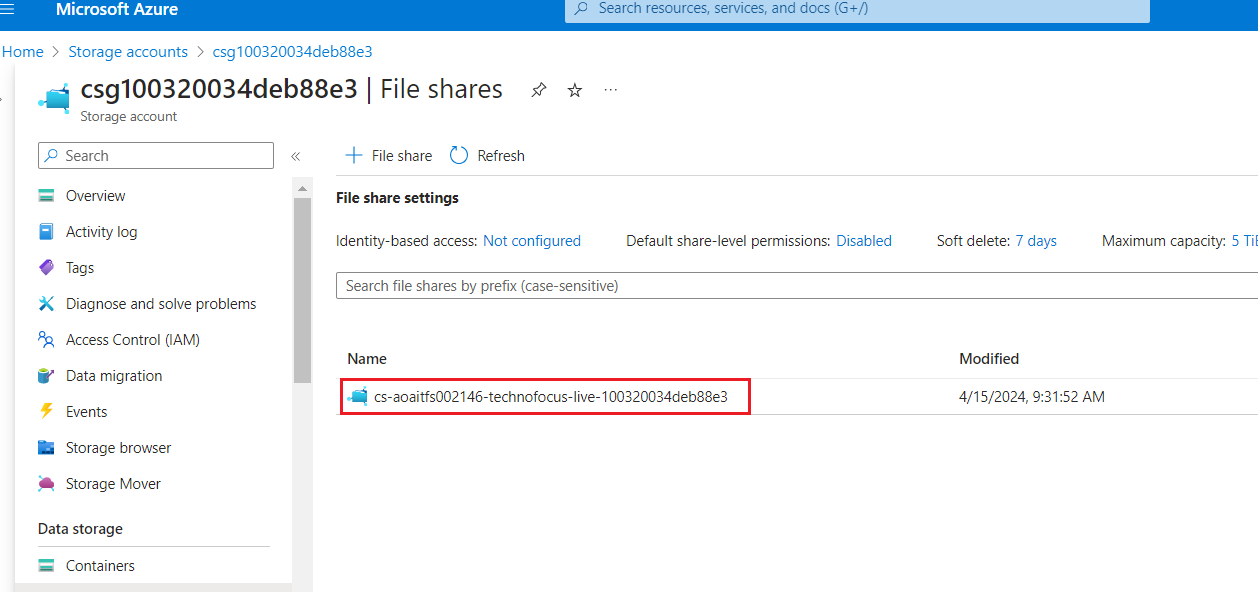 Microsoft Azure
Search resources, services, and docs (G+/)
Home > Storage accounts > csg100320034deb88e3
csg100320034deb88e3 | File shares
Storage account
Search
File share
Refresh
Overview
Activity log
Tags
Diagnose and solve problems
Access Control (IAM)
Data migration
Events
Storage browser
Storage Mover
Data storage
Containers
File share settings
Identity-based access: Not configured
Default share-level permissions: Disabled
Soft delete: 7 days
Maximum capacity: 5 TiB
Search file shares by prefix (case-sensitive)
Name
Modified
cs-aoaitfs002146-technofocus-live-100320034deb88e3
4/15/2024, 9:31:52 AM